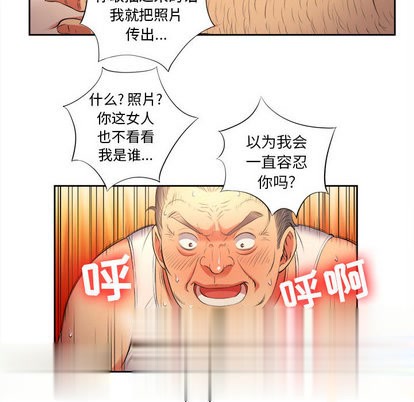 我就把照片
传出...
什么? 照片?
你这女人
也不看看
我是谁...
以为我会
一直容忍
你吗?
呼
呼啊